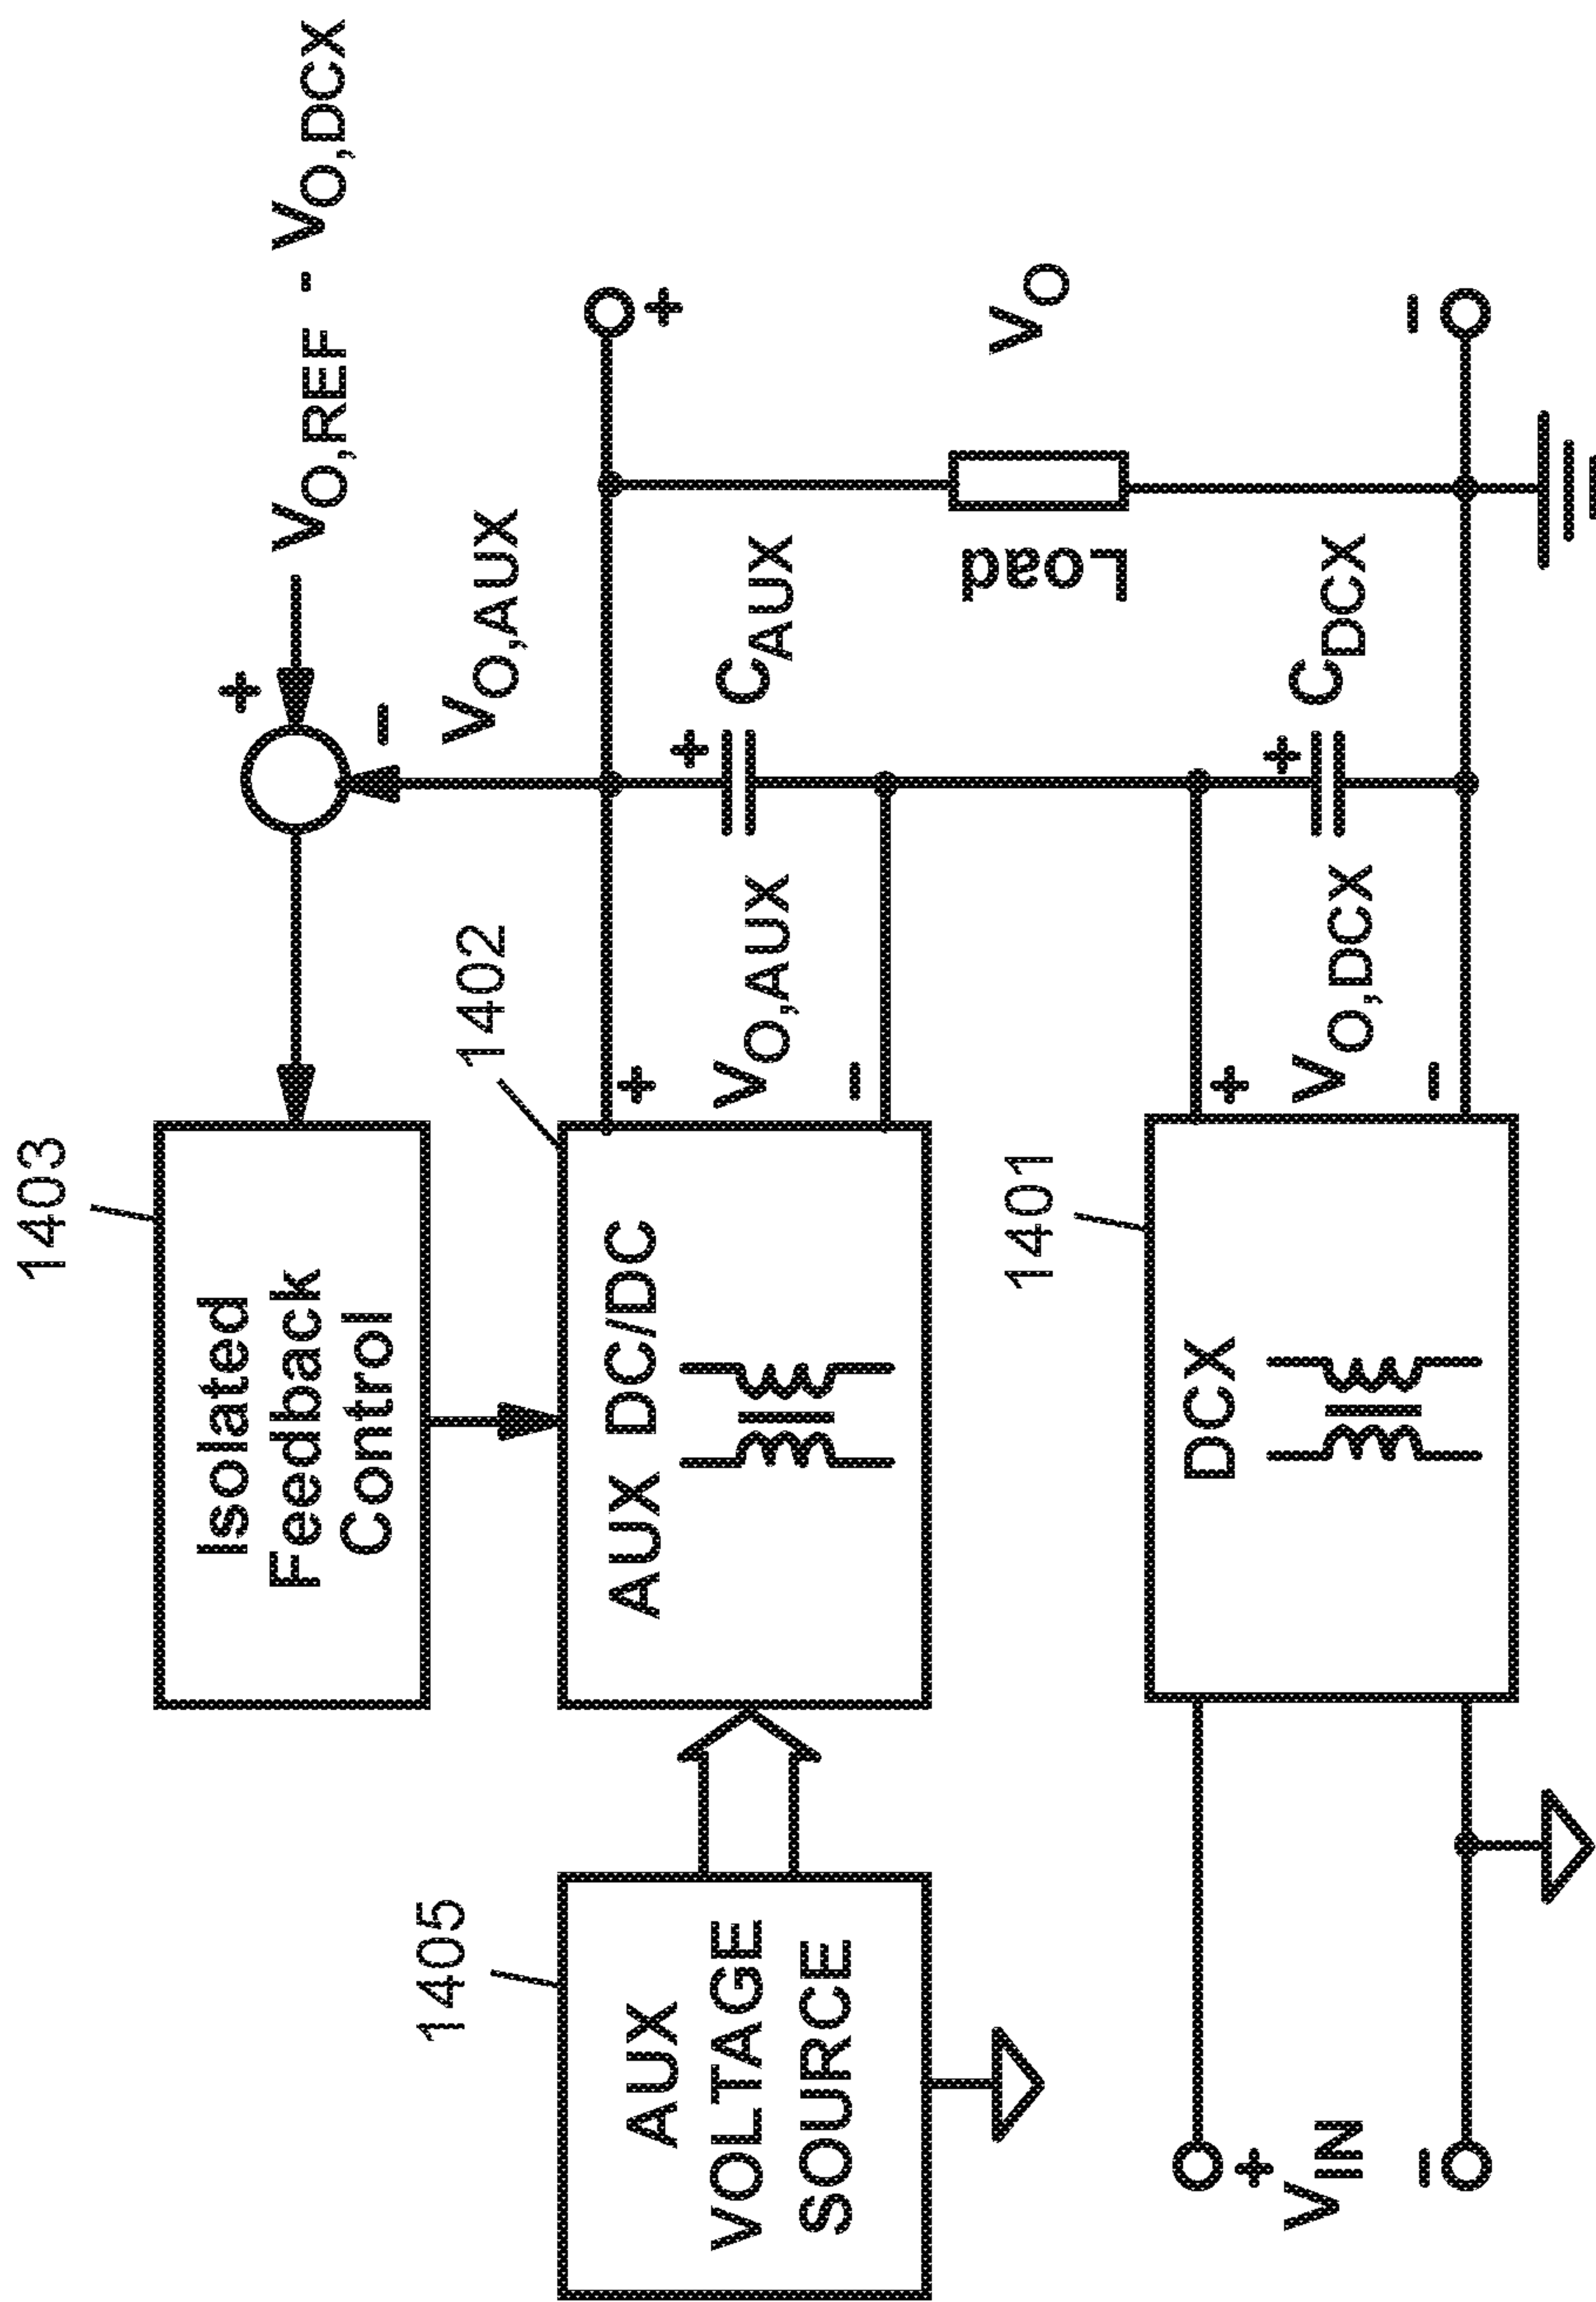 1403
Isolated
Feedback
Control
V_O,REF - V_O,DCX
+
-
V_O,AUX
1405
AUX
VOLTAGE
SOURCE
1402
AUX DC/DC
+
V_O,AUX
-
+
C_AUX
+
V_O
-
Load
1401
DCX
+
V_IN
-
+
V_O,DCX
-
+
C_DCX